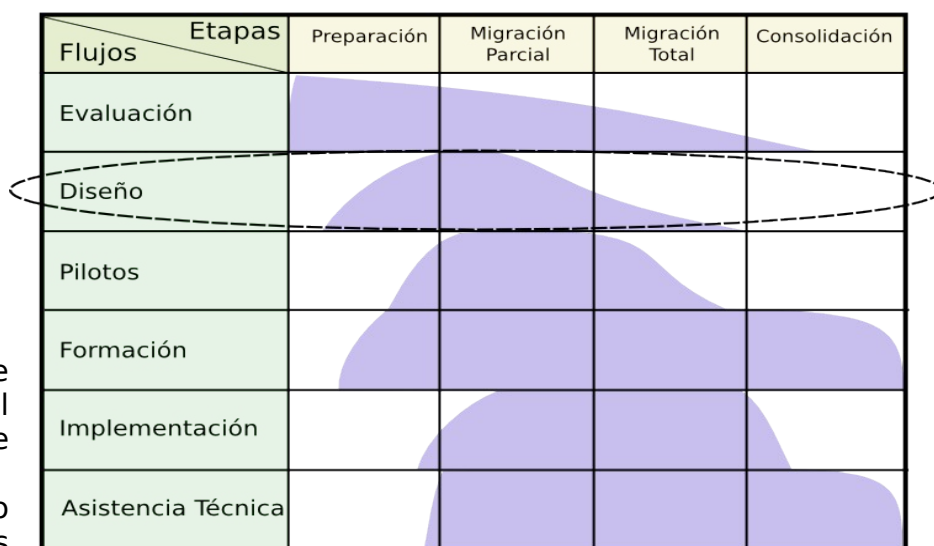 Etapas
Flujos
Preparación
Migración
Parcial
Migración
Total
Consolidación
Evaluación
Diseño
Pilotos
Formación
Implementación
Asistencia Técnica
e
l
e
o
s